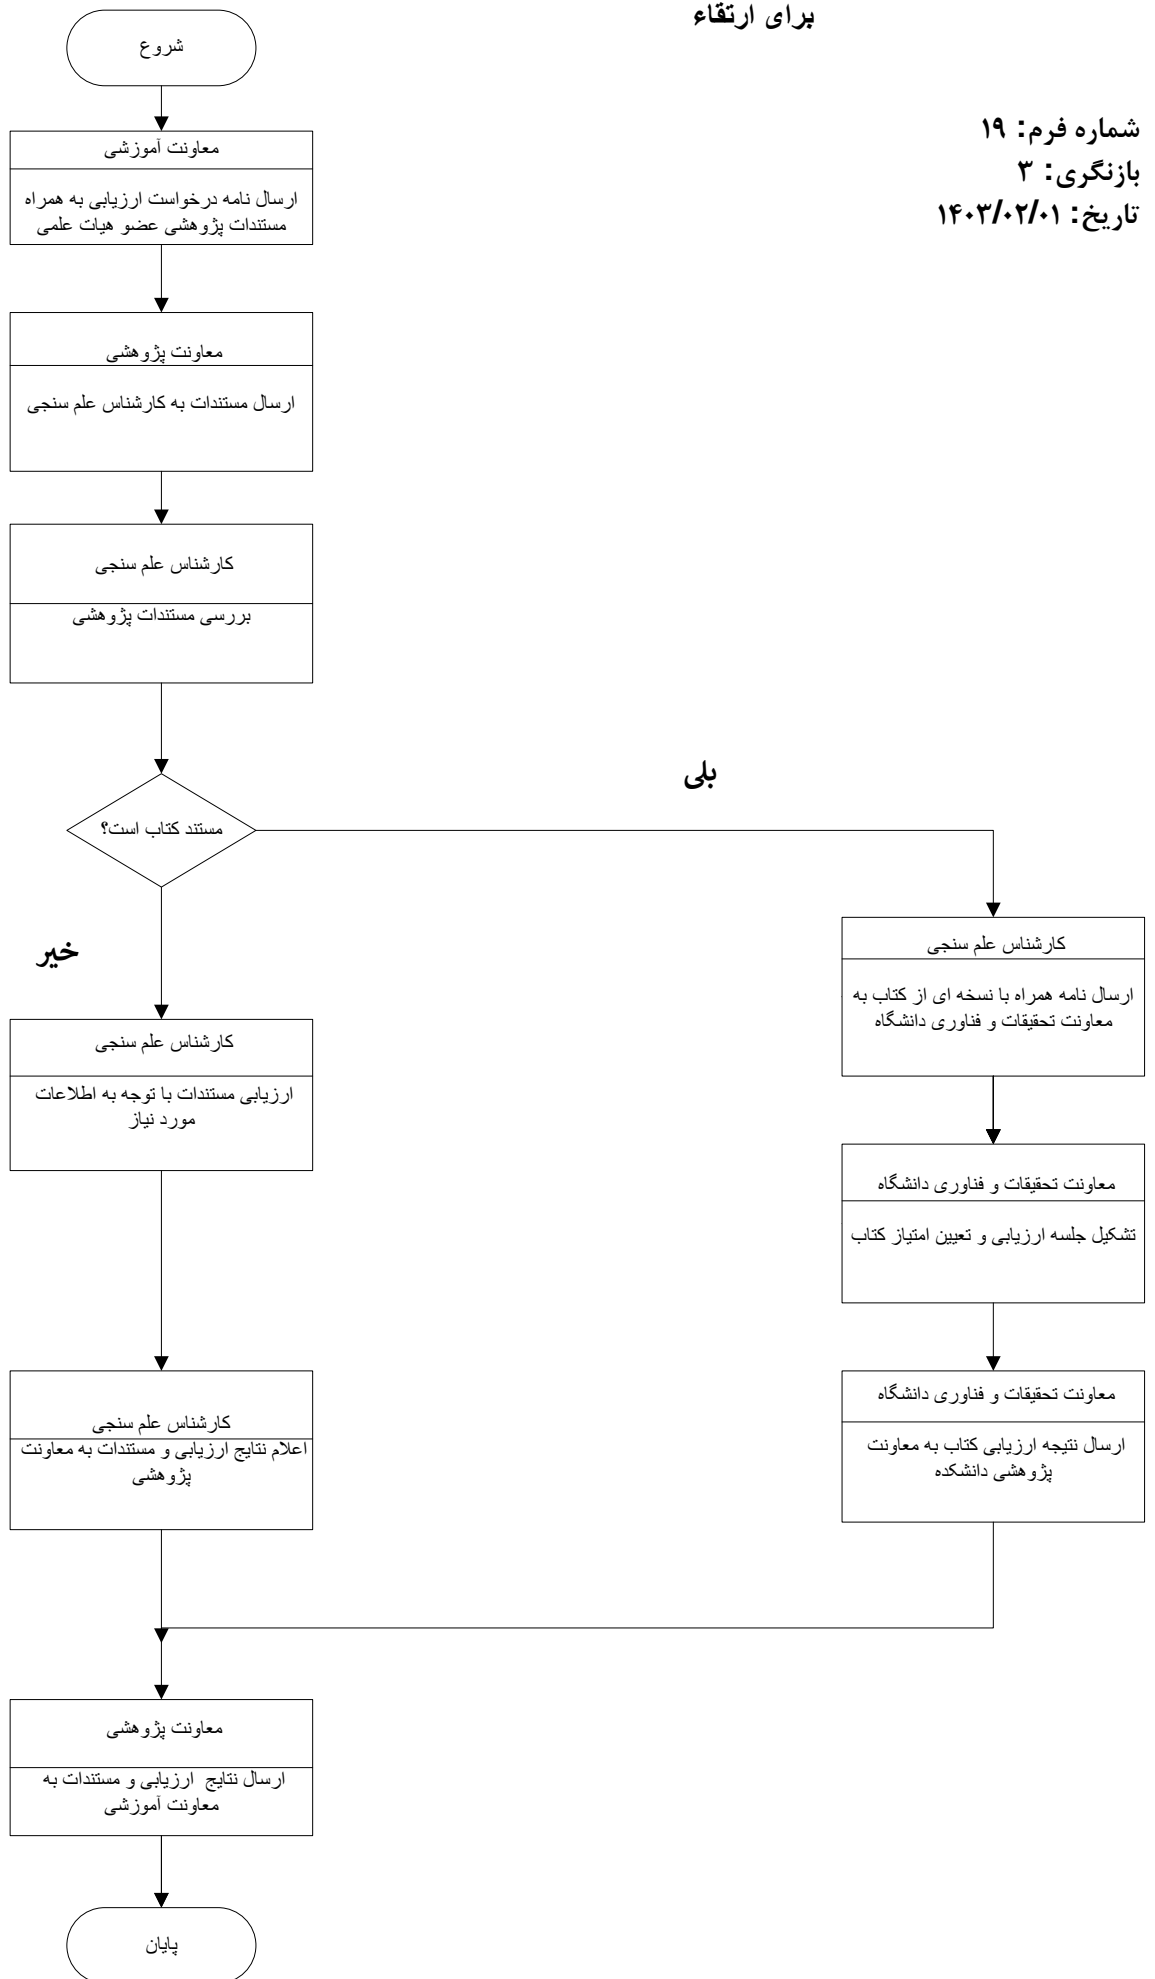 برای ارتقاء
شماره فرم: ۱۹
بازنگری: ۳
تاریخ: ۱۴۰۳/۰۲/۰۱
شروع
معاونت آموزشی
ارسال نامه درخواست ارزیابی به همراه
مستندات پژوهشی عضو هیات علمی
معاونت پژوهشی
ارسال مستندات به کارشناس علم سنجی
کارشناس علم سنجی
بررسی مستندات پژوهشی
مستند کتاب است؟
بلی
کارشناس علم سنجی
ارسال نامه همراه با نسخه ای از کتاب به
معاونت تحقیقات و فناوری دانشگاه
معاونت تحقیقات و فناوری دانشگاه
تشکیل جلسه ارزیابی و تعیین امتیاز کتاب
معاونت تحقیقات و فناوری دانشگاه
ارسال نتیجه ارزیابی کتاب به معاونت
پژوهشی دانشکده
خیر
کارشناس علم سنجی
ارزیابی مستندات با توجه به اطلاعات
مورد نیاز
کارشناس علم سنجی
اعلام نتایج ارزیابی و مستندات به معاونت
پژوهشی
معاونت پژوهشی
ارسال نتایج ارزیابی و مستندات به
معاونت آموزشی
پایان